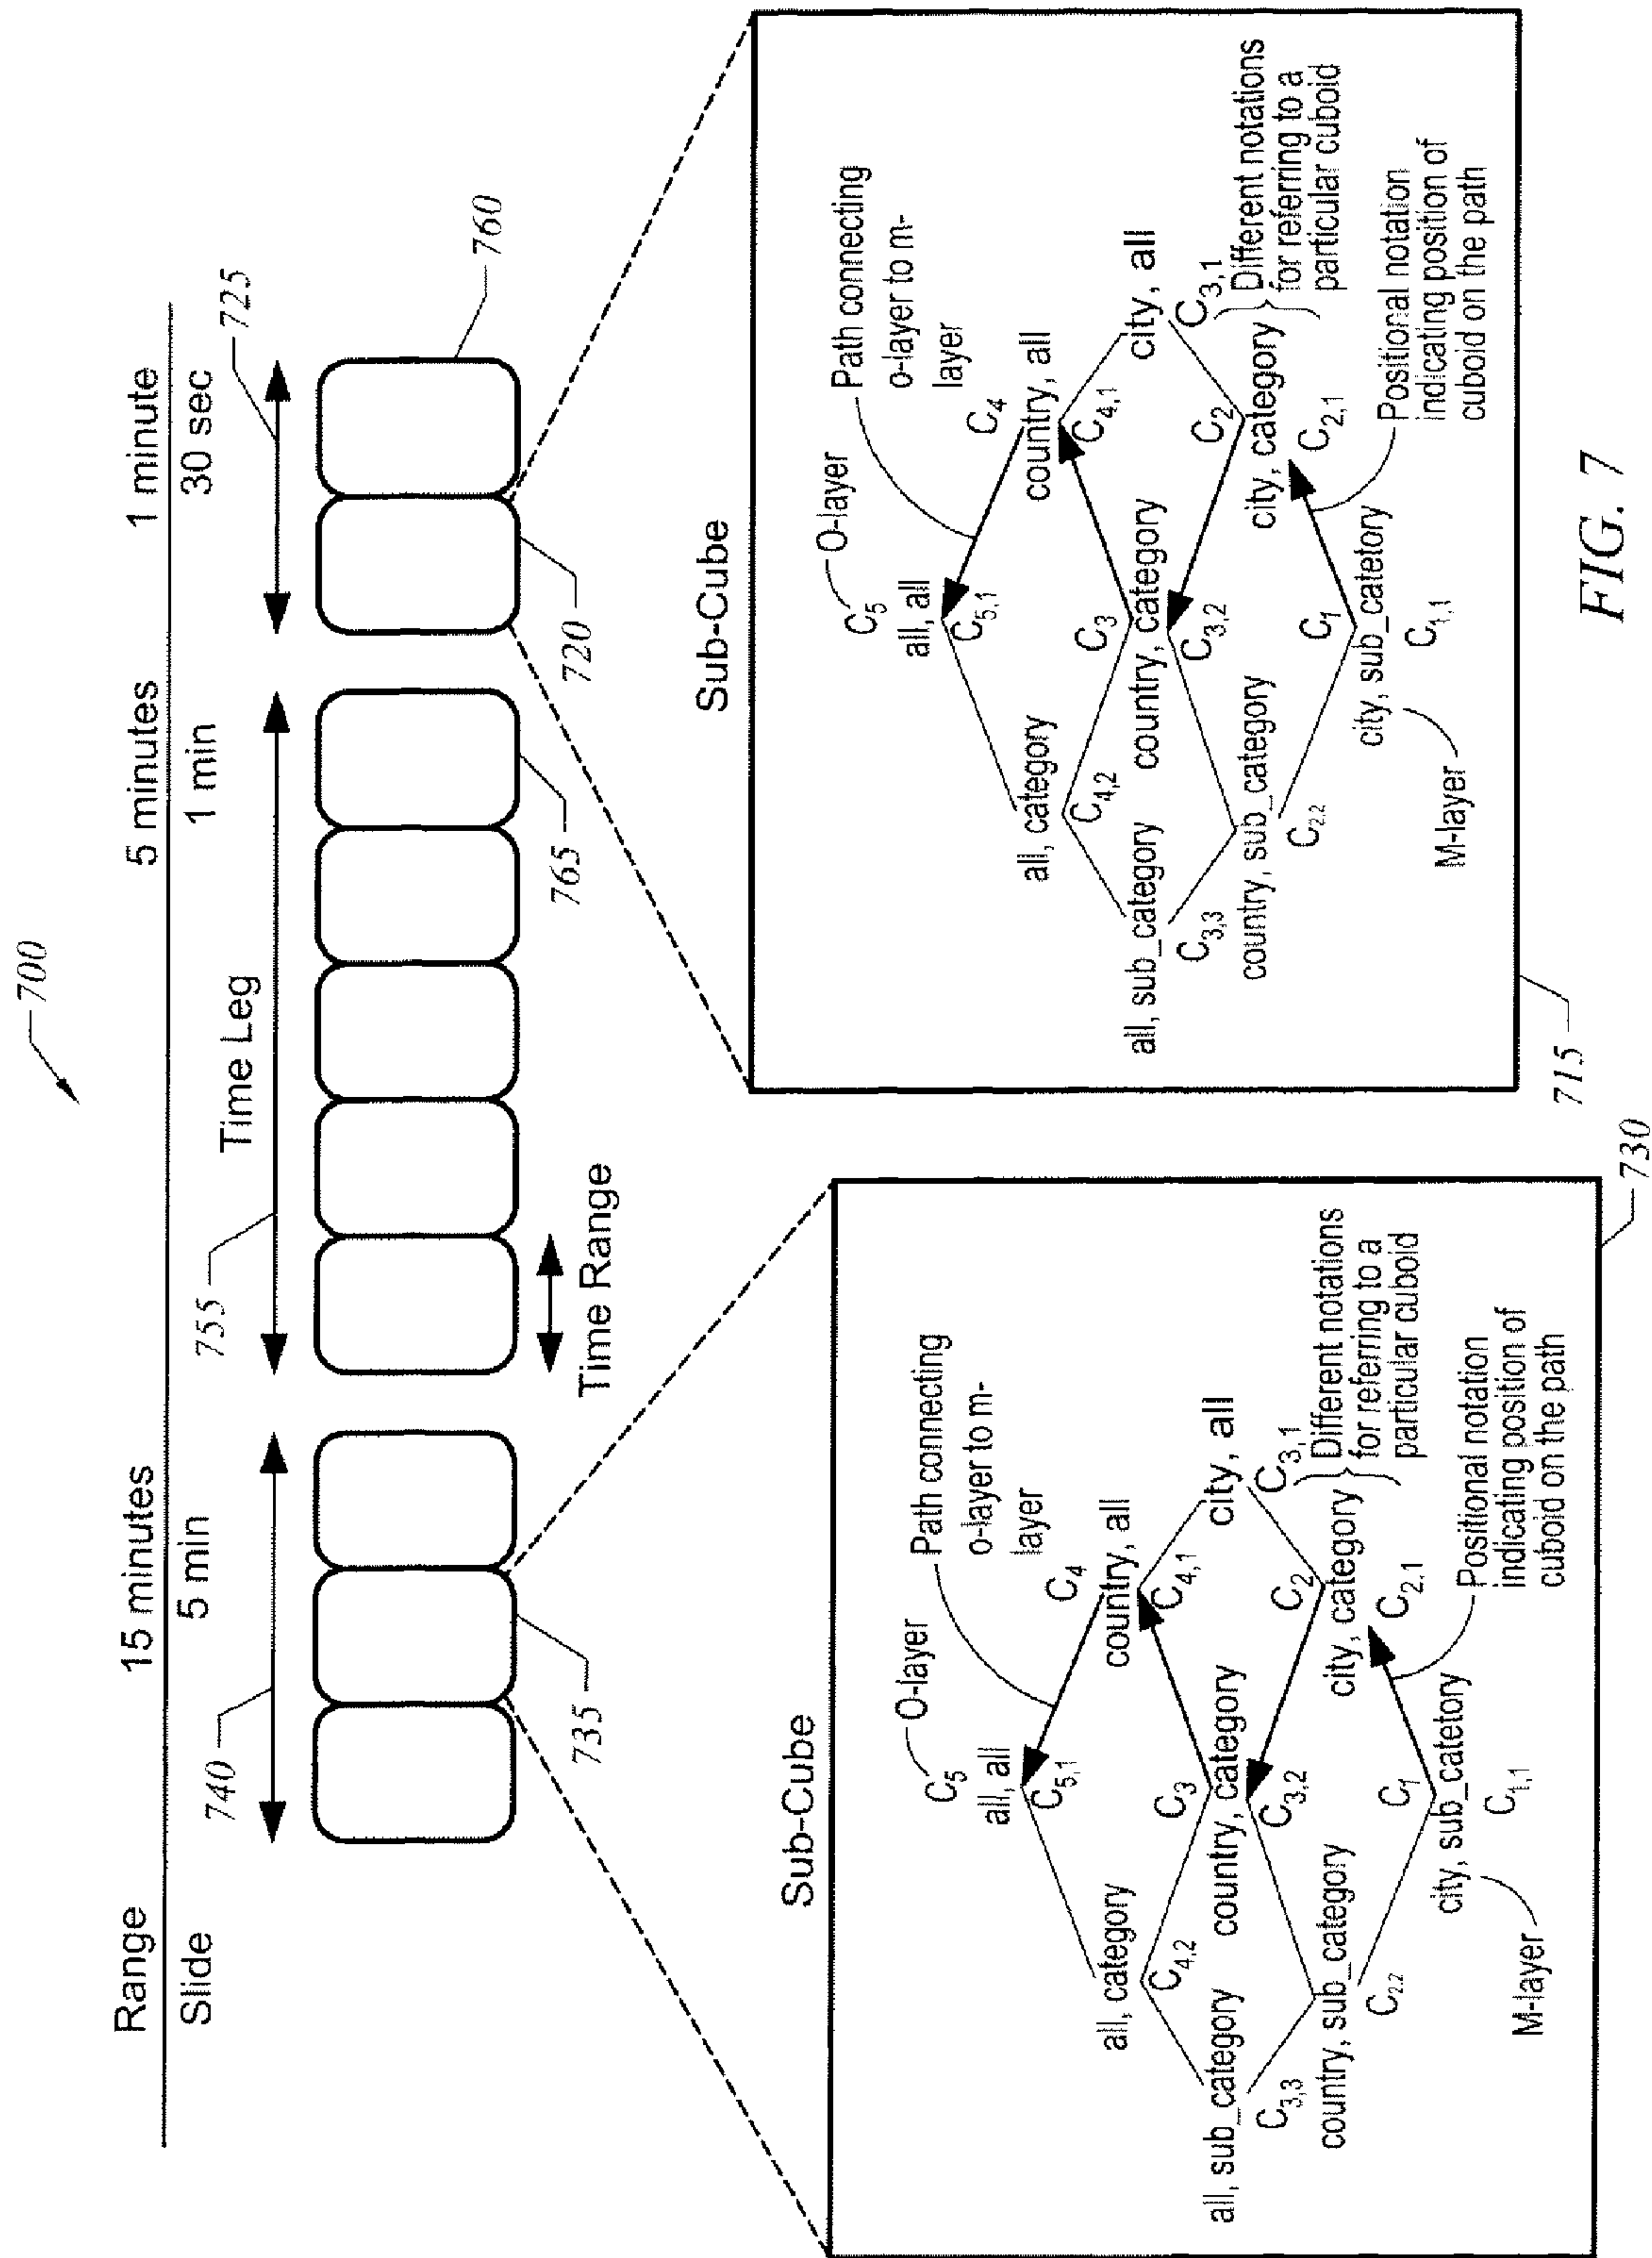 700
Range 15 minutes 5 minutes 1 minute
Slide 5 min 1 min 30 sec
740 755 Time Leg 725
735 Time Range 765 720 760
Sub-Cube
C5 O-layer
all, all
C5,1
Path connecting
o-layer to m-
layer
C4
country, all
C4,1
all, category
C4,2
C3
country, category
C3,2
city, all
C3,1
all, sub_category
C3,3
C2
city, category
C2,1
Different notations
for referring to a
particular cuboid
country, sub_category
C2,2
C1
city, sub_catetory
C1,1
Positional notation
indicating position of
cuboid on the path
M-layer
730
Sub-Cube
C5 O-layer
all, all
C5,1
Path connecting
o-layer to m-
layer
C4
country, all
C4,1
all, category
C4,2
C3
country, category
C3,2
city, all
C3,1
all, sub_category
C3,3
C2
city, category
C2,1
Different notations
for referring to a
particular cuboid
country, sub_category
C2,2
C1
city, sub_catetory
C1,1
Positional notation
indicating position of
cuboid on the path
M-layer
715
FIG. 7